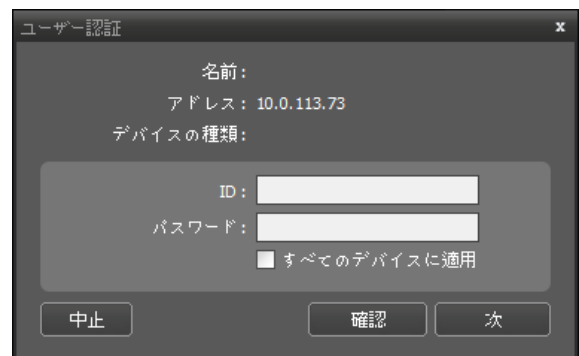 ユーザー認証 x
名前:
アドレス: 10.0.113.73
デバイスの種類:
ID:
パスワード:
すべてのデバイスに適用
中止 確認 次